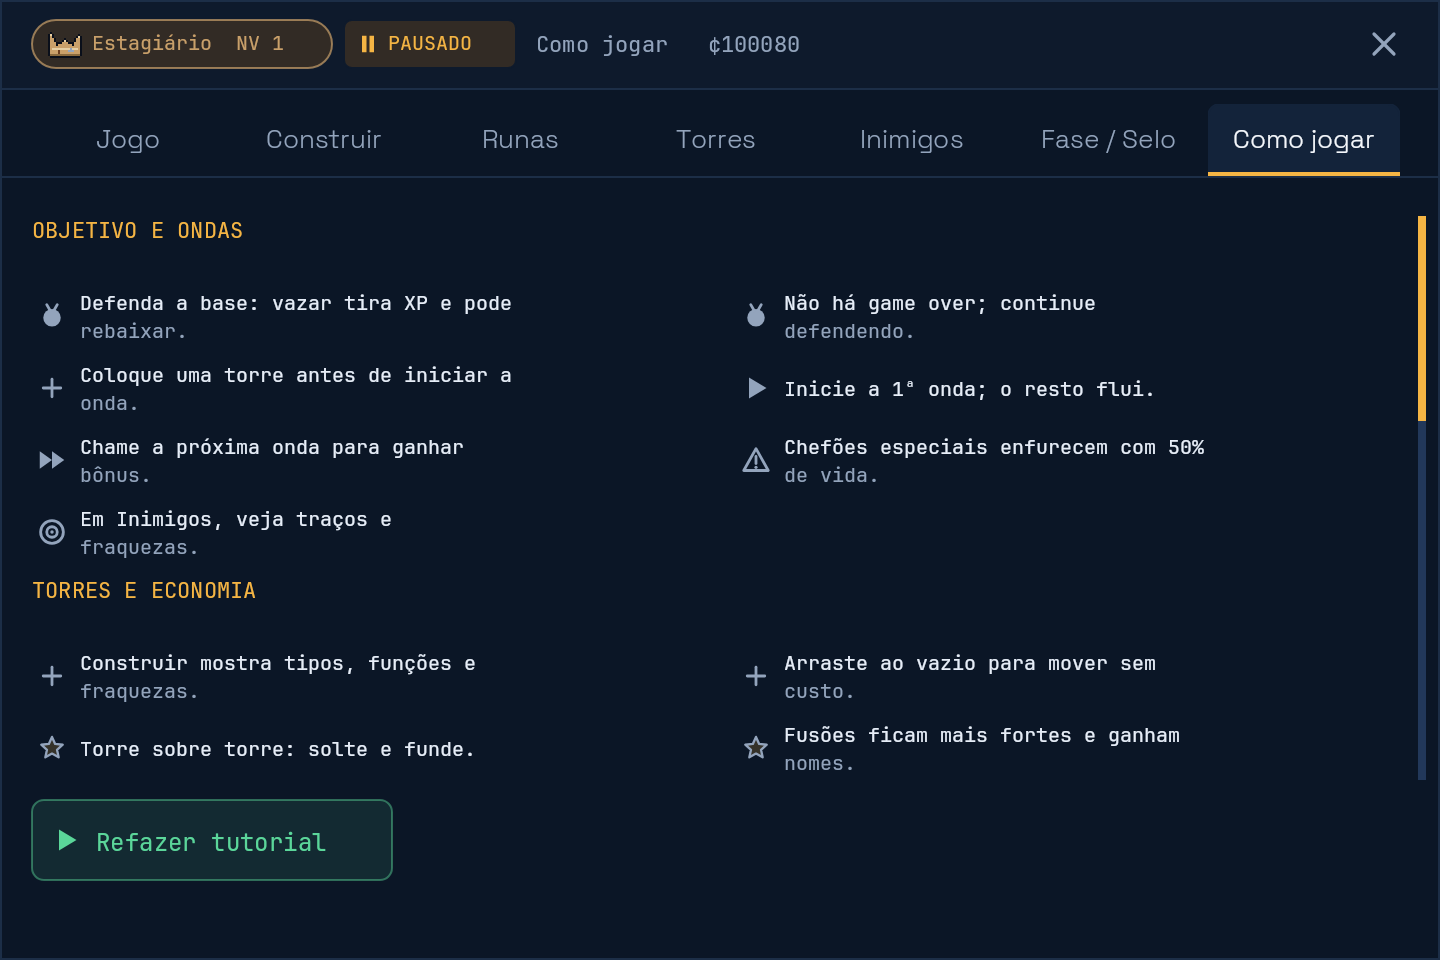 Estagiário NV 1
PAUSADO
Como jogar
¢100080
Jogo
Construir
Runas
Torres
Inimigos
Fase / Selo
Como jogar
OBJETIVO E ONDAS
Defenda a base: vazar tira XP e pode
rebaixar.
Não há game over; continue
defendendo.
Coloque uma torre antes de iniciar a
onda.
Inicie a 1ª onda; o resto flui.
Chame a próxima onda para ganhar
bônus.
Chefões especiais enfurecem com 50%
de vida.
Em Inimigos, veja traços e
fraquezas.
TORRES E ECONOMIA
Construir mostra tipos, funções e
fraquezas.
Arraste ao vazio para mover sem
custo.
Torre sobre torre: solte e funde.
Fusões ficam mais fortes e ganham
nomes.
Refazer tutorial